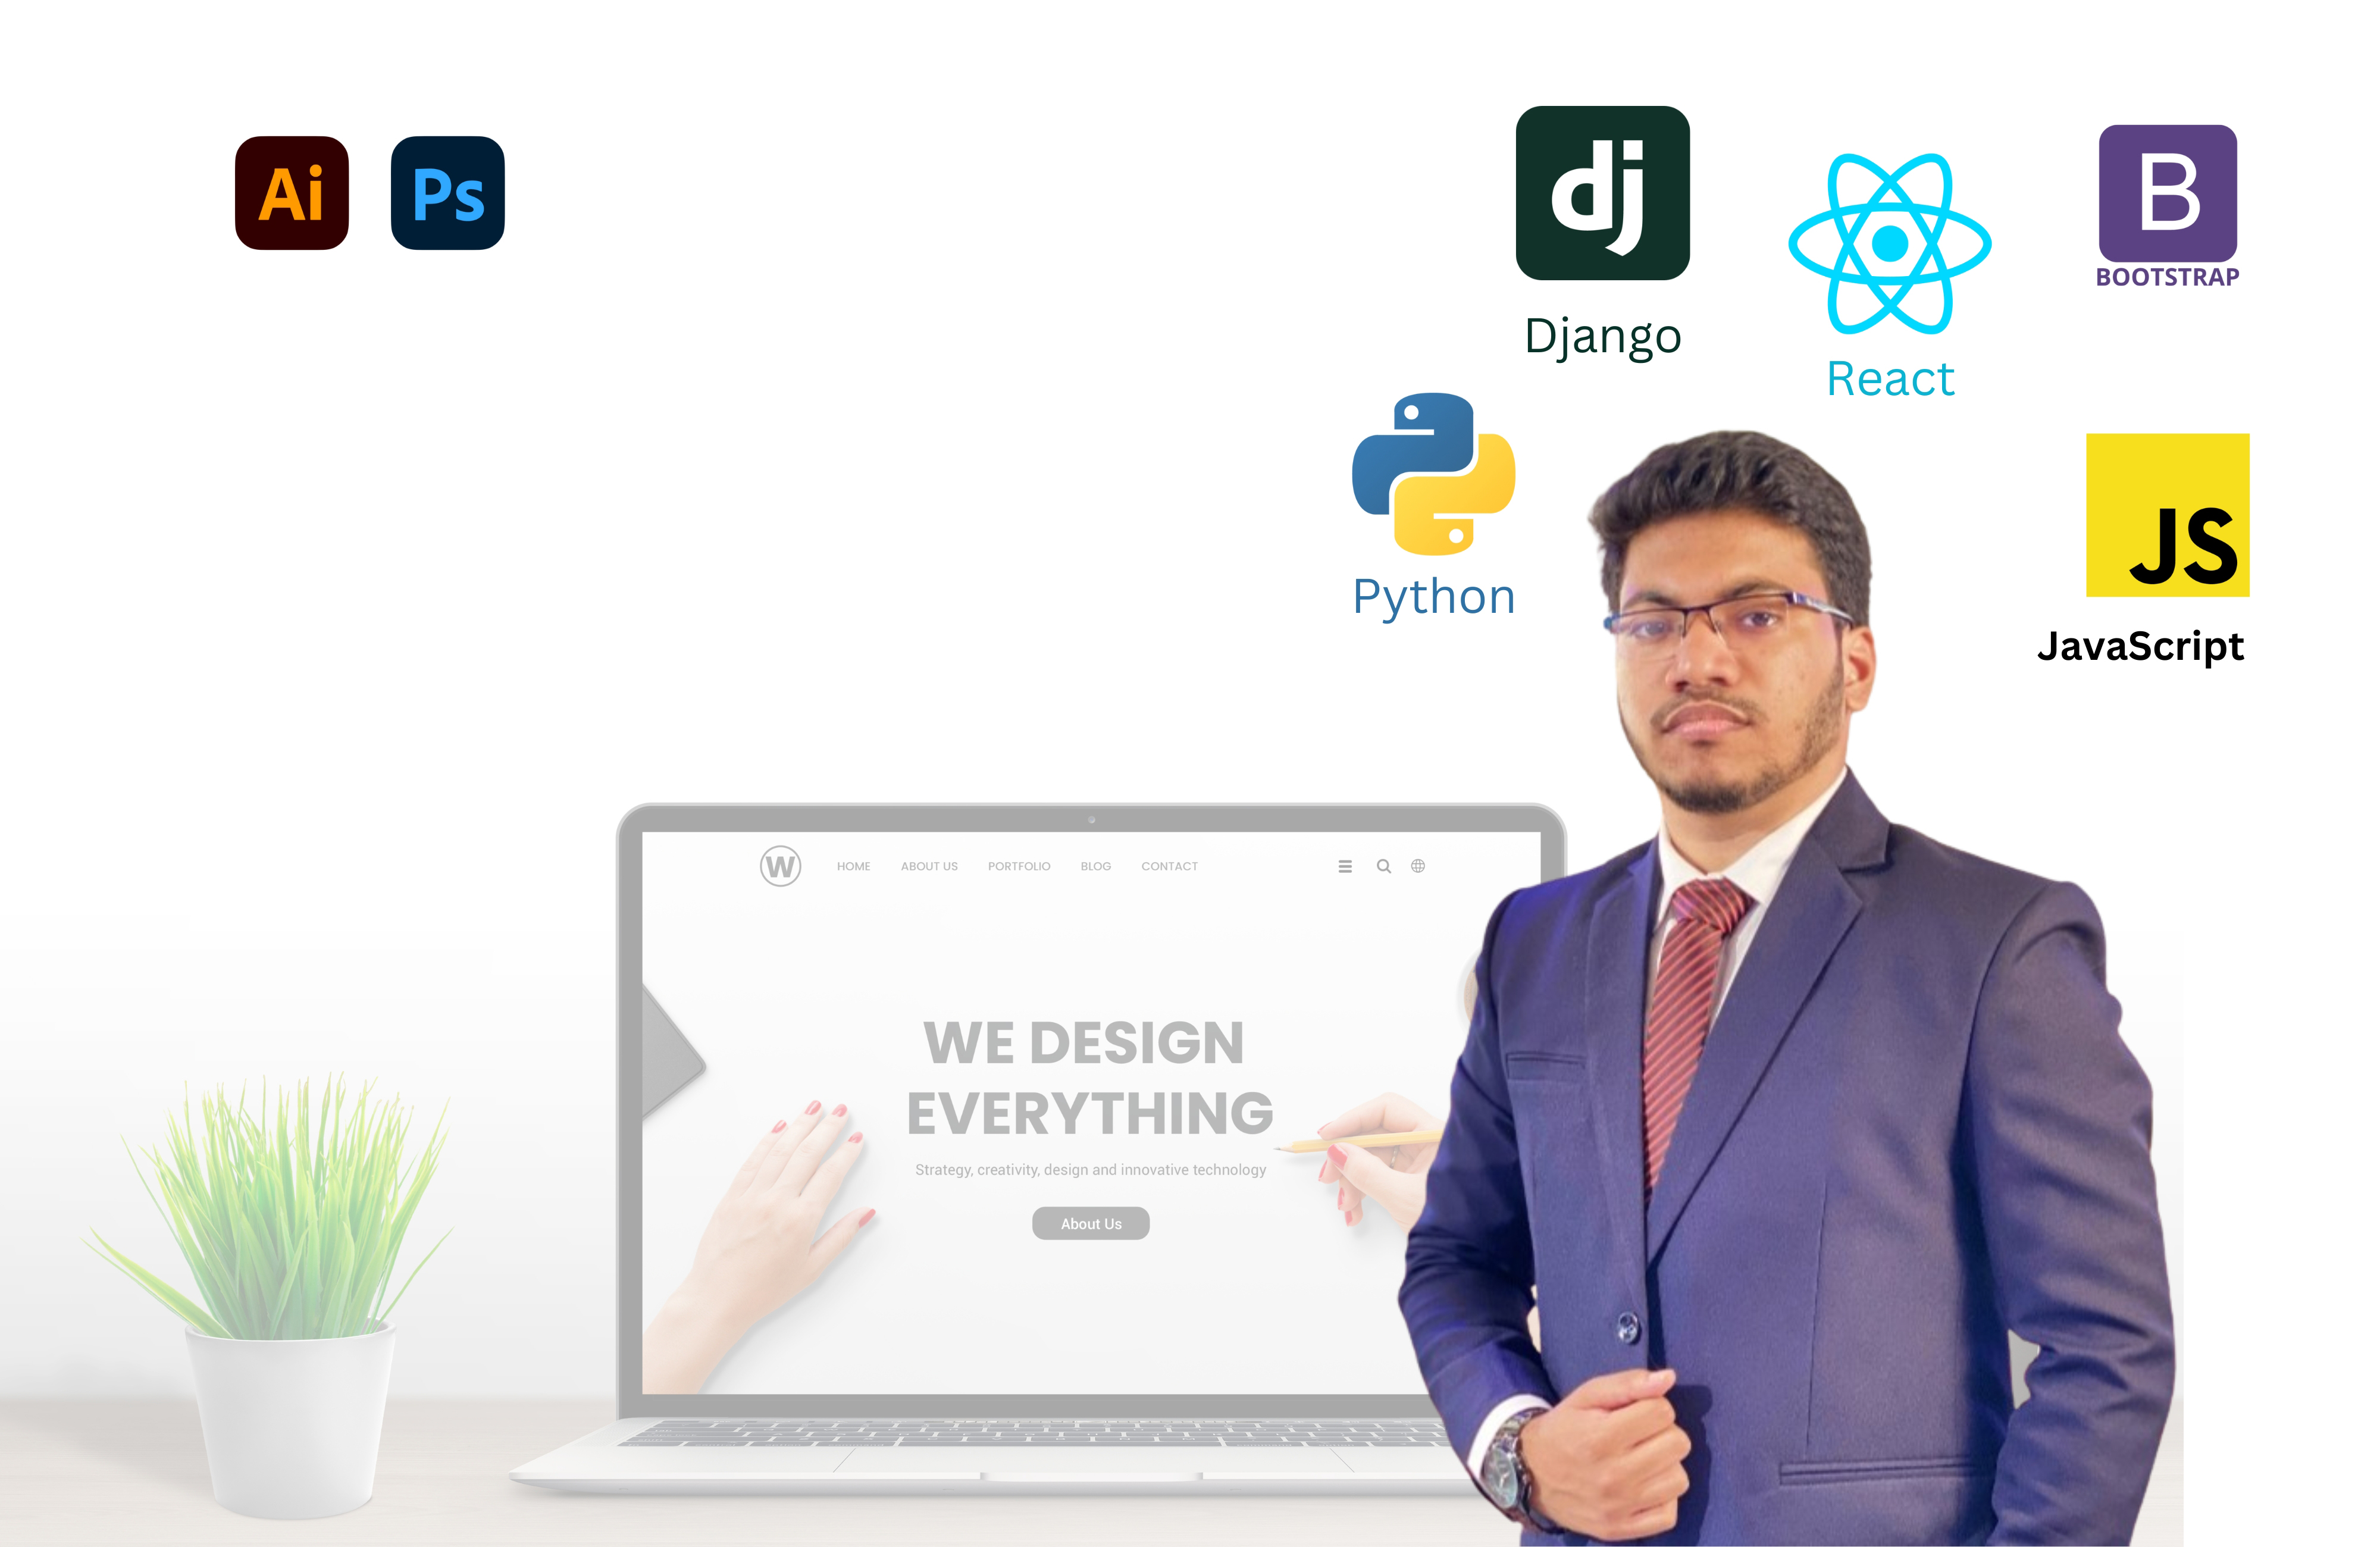 Ai
Ps
dj
Django
React
B
BOOTSTRAP
Python
JS
JavaScript
W
HOME ABOUT US PORTFOLIO BLOG CONTACT
WE DESIGN
EVERYTHING
Strategy, creativity, design and innovative technology
About Us